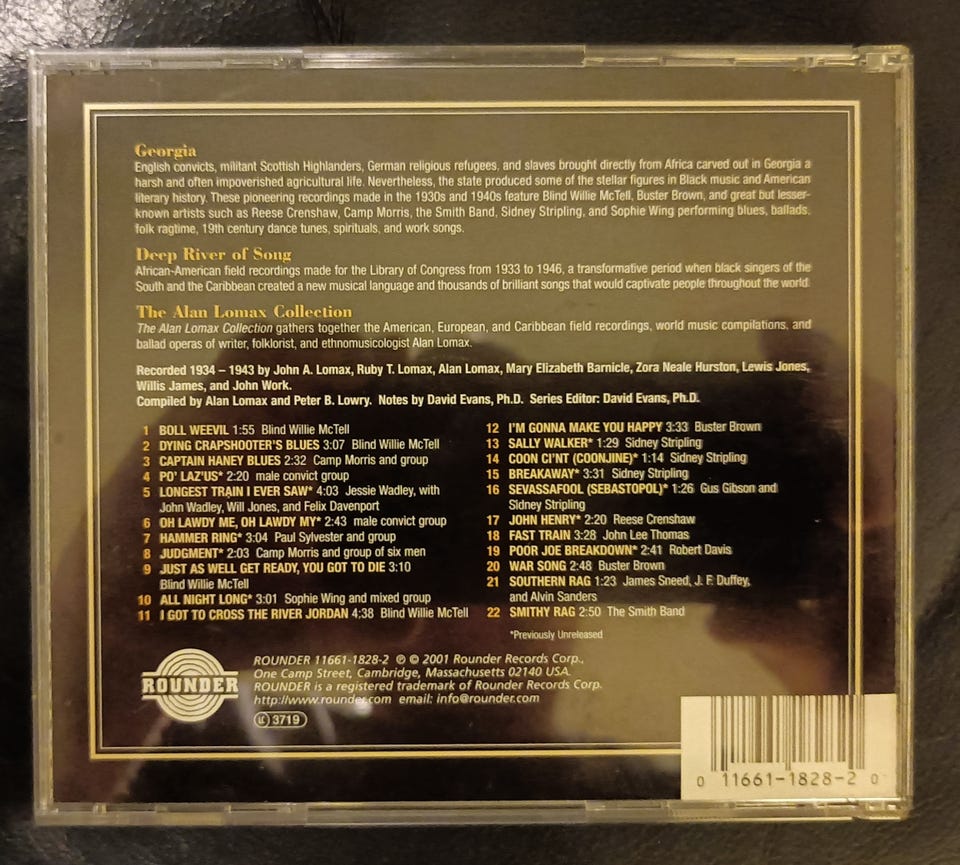 Georgia
English convicts, militant Scottish Highlanders, German religious refugees, and slaves brought directly from Africa carved out in Georgia a
harsh and often impoverished agricultural life. Nevertheless, the state produced some of the stellar figures in Black music and American
literary history. These pioneering recordings made in the 1930s and 1940s feature Blind Willie McTell, Buster Brown, and great but lesser-
known artists such as Reese Crenshaw, Camp Morris, the Smith Band, Sidney Stripling, and Sophie Wing performing blues, ballads,
folk ragtime, 19th century dance tunes, spirituals, and work songs.
Deep River of Song
African-American field recordings made for the Library of Congress from 1933 to 1946, a transformative period when black singers of the
South and the Caribbean created a new musical language and thousands of brilliant songs that would captivate people throughout the world
The Alan Lomax Collection
The Alan Lomax Collection gathers together the American, European, and Caribbean field recordings, world music compilations, and
ballad operas of writer, folklorist, and ethnomusicologist Alan Lomax.
Recorded 1934 – 1943 by John A. Lomax, Ruby T. Lomax, Alan Lomax, Mary Elizabeth Barnicle, Zora Neale Hurston, Lewis Jones,
Willis James, and John Work.
Compiled by Alan Lomax and Peter B. Lowry. Notes by David Evans, Ph.D. Series Editor: David Evans, Ph.D.
1 BOLL WEEVIL 1:55 Blind Willie McTell
2 DYING CRAPSHOOTER'S BLUES 3:07 Blind Willie McTell
3 CAPTAIN HANEY BLUES 2:32 Camp Morris and group
4 PO' LAZ'US* 2:20 male convict group
5 LONGEST TRAIN I EVER SAW* 4:03 Jessie Wadley, with
John Wadley, Will Jones, and Felix Davenport
6 OH LAWDY ME, OH LAWDY MY* 2:43 male convict group
7 HAMMER RING* 3:04 Paul Sylvester and group
8 JUDGMENT* 2:03 Camp Morris and group of six men
9 JUST AS WELL GET READY, YOU GOT TO DIE 3:10
Blind Willie McTell
10 ALL NIGHT LONG* 3:01 Sophie Wing and mixed group
11 I GOT TO CROSS THE RIVER JORDAN 4:38 Blind Willie McTell
12 I'M GONNA MAKE YOU HAPPY 3:33 Buster Brown
13 SALLY WALKER* 1:29 Sidney Stripling
14 COON CI'NT (COONJINE)* 1:14 Sidney Stripling
15 BREAKAWAY* 3:31 Sidney Stripling
16 SEVASSAFOOL (SEBASTOPOL)* 1:26 Gus Gibson and
Sidney Stripling
17 JOHN HENRY* 2:20 Reese Crenshaw
18 FAST TRAIN 3:28 John Lee Thomas
19 POOR JOE BREAKDOWN* 2:41 Robert Davis
20 WAR SONG 2:48 Buster Brown
21 SOUTHERN RAG 1:23 James Sneed, J. F. Duffey,
and Alvin Sanders
22 SMITHY RAG 2:50 The Smith Band
*Previously Unreleased
ROUNDER
ROUNDER 11661-1828-2 ℗ © 2001 Rounder Records Corp.,
One Camp Street, Cambridge, Massachusetts 02140 USA.
ROUNDER is a registered trademark of Rounder Records Corp.
http://www.rounder.com email: info@rounder.com
LC 3719
0 11661-1828-2 0